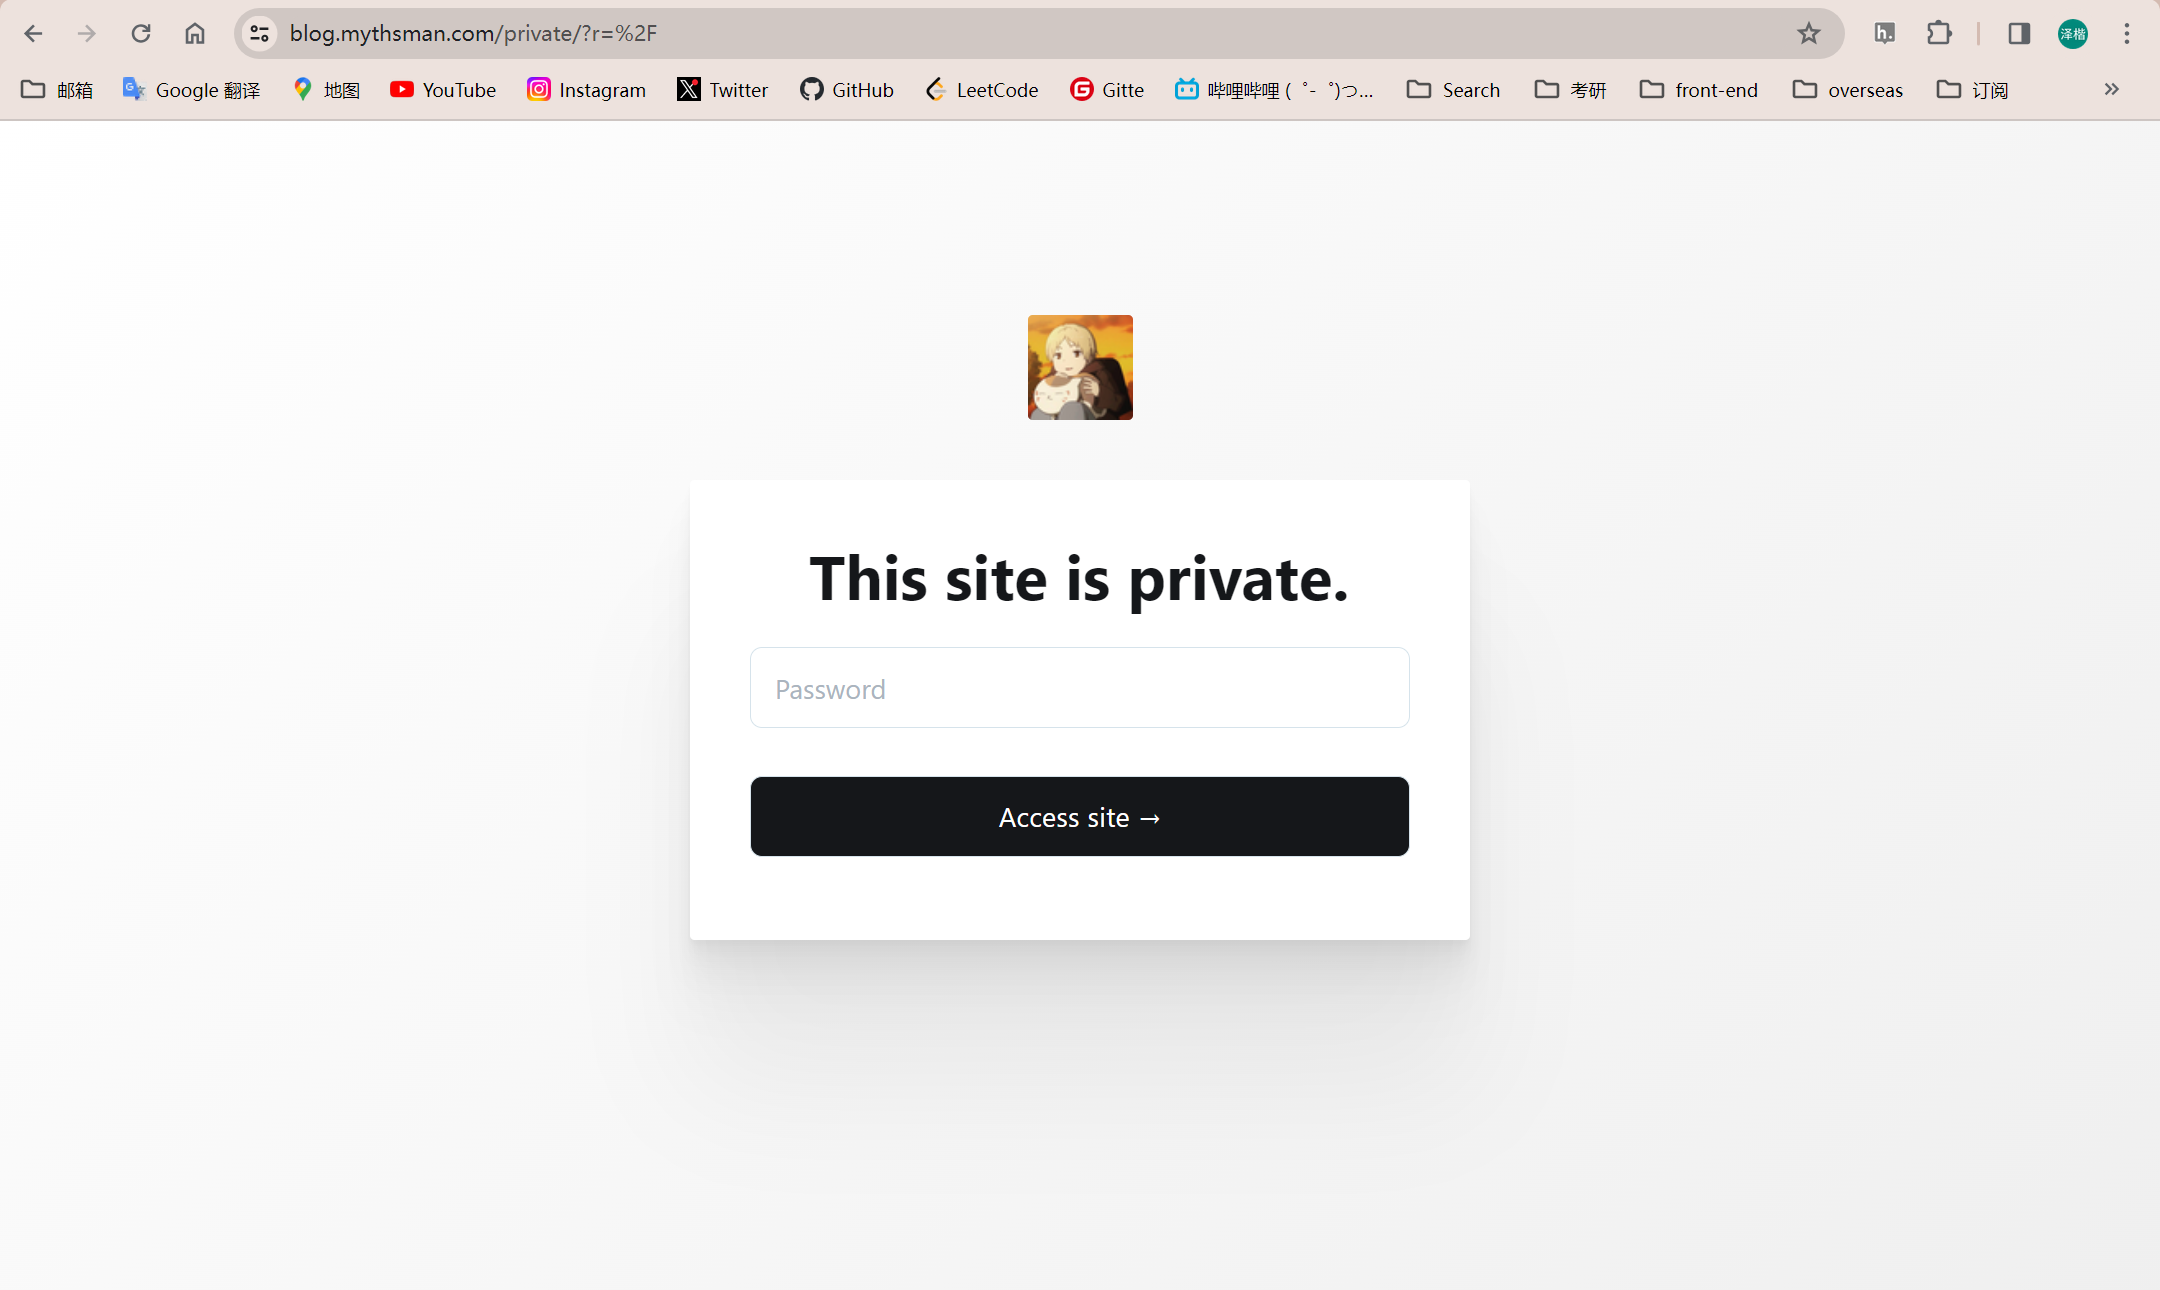 blog.mythsman.com/private/?r=%2F
h.
泽楷
邮箱 Google 翻译 地图 YouTube Instagram Twitter GitHub LeetCode Gitte 哔哩哔哩 ( ゜- ゜)つ... Search 考研 front-end overseas 订阅 »
This site is private.
Password
Access site →